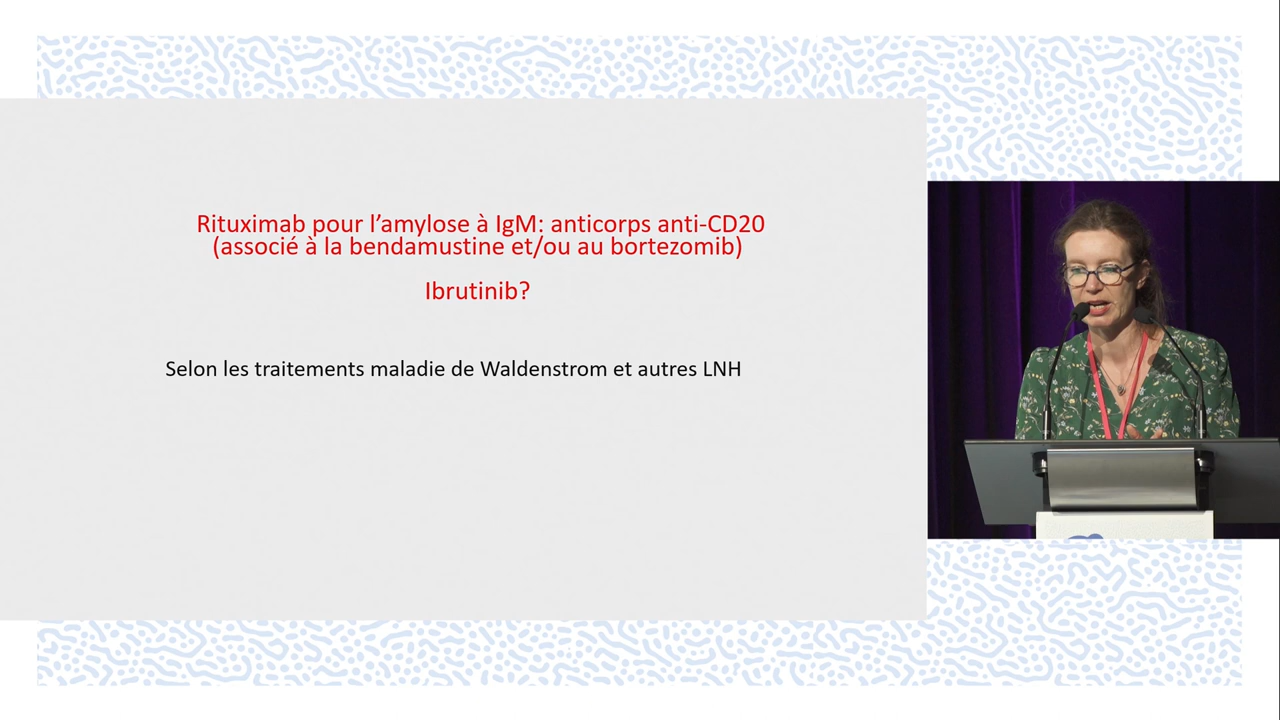 Rituximab pour l’amylose à IgM: anticorps anti-CD20
(associé à la bendamustine et/ou au bortezomib)
Ibrutinib?
Selon les traitements maladie de Waldenstrom et autres LNH